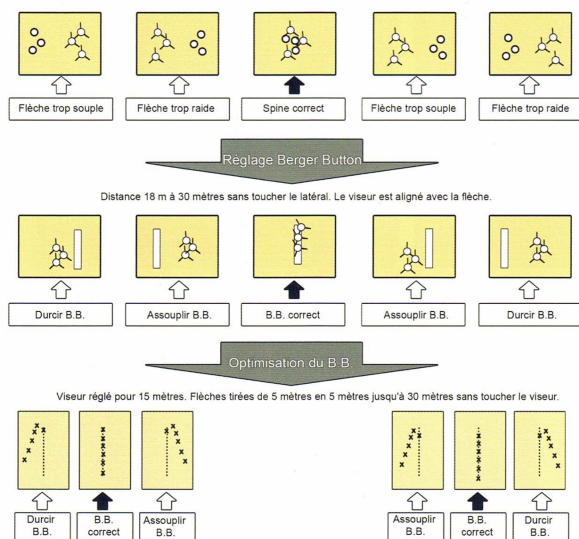 Flèche trop souple
Flèche trop raide
Spine correct
Flèche trop souple
Flèche trop raide
Réglage Berger Button
Distance 18 m à 30 mètres sans toucher le latéral. Le viseur est aligné avec la flèche.
Durcir B.B.
Assouplir B.B.
B.B. correct
Assouplir B.B.
Durcir B.B.
Optimisation du B.B.
Viseur réglé pour 15 mètres. Flèches tirées de 5 mètres en 5 mètres jusqu'à 30 mètres sans toucher le viseur.
Durcir
B.B.
B.B.
correct
Assouplir
B.B.
Assouplir
B.B.
B.B.
correct
Durcir
B.B.